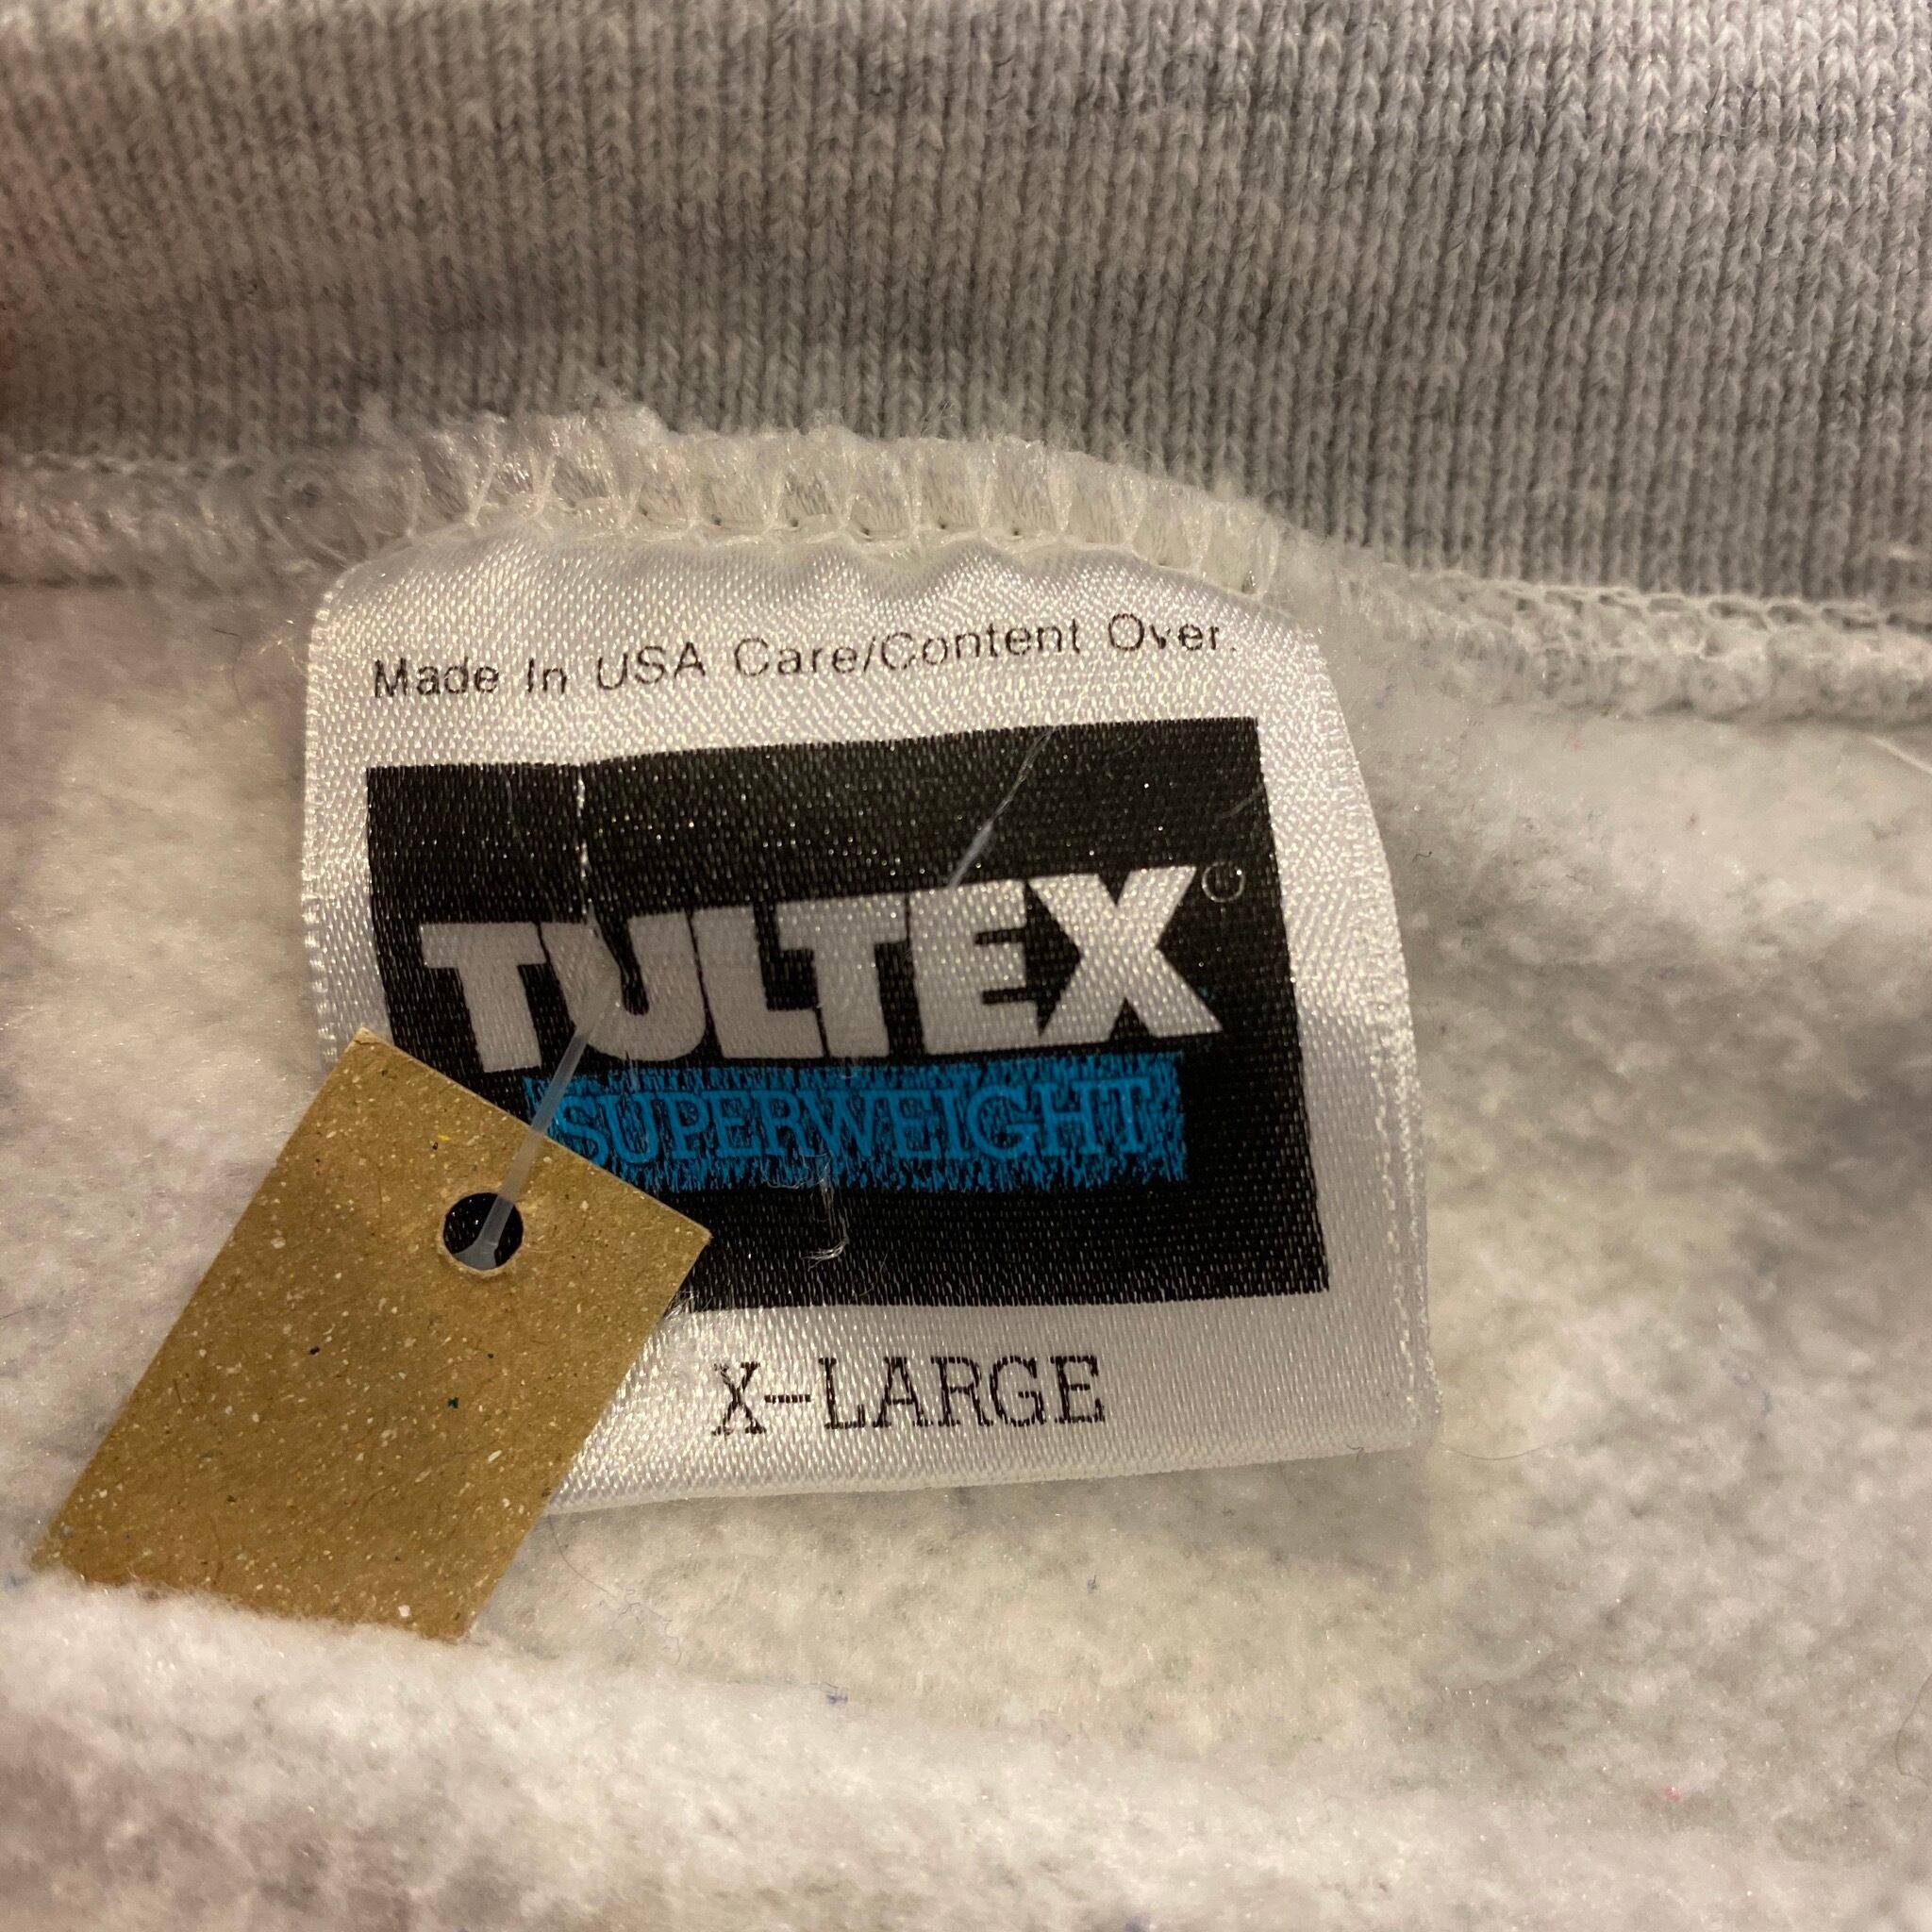 Made In USA Care/Content Over.
TULTEX®
SUPERWEIGHT
X-LARGE